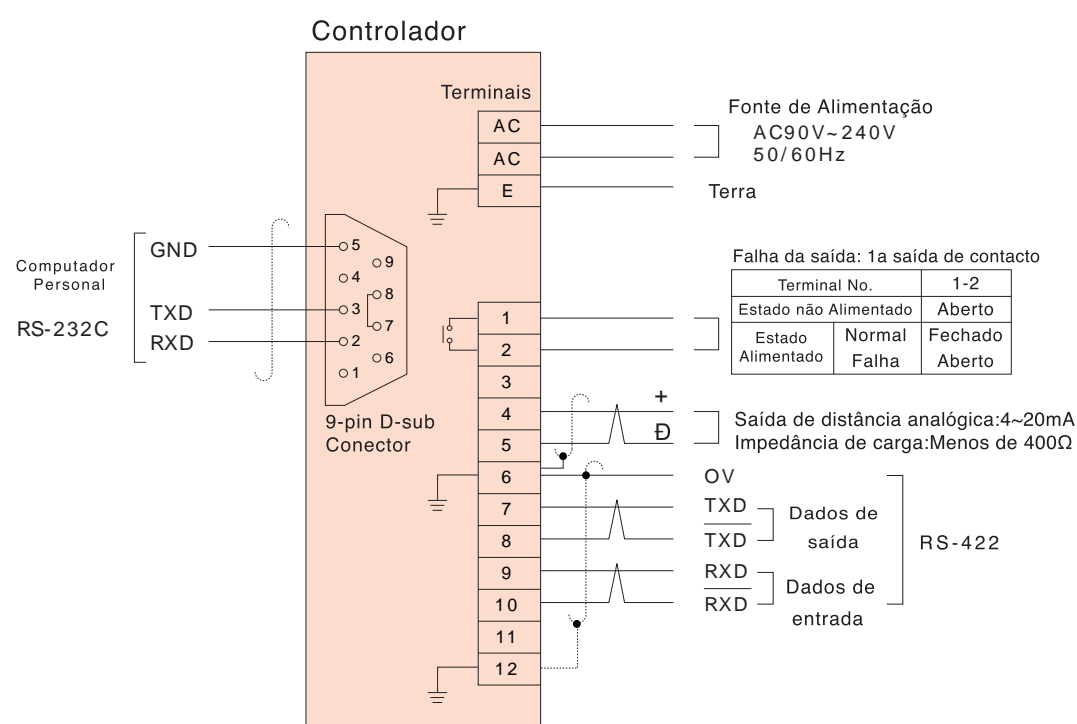 Controlador
Terminais
AC
AC
E
Fonte de Alimentação
AC90V~240V
50/60Hz
Terra
Computador
Personal
RS-232C
GND
TXD
RXD
5
9
4
8
3
7
2
6
1
9-pin D-sub
Conector
1
2
3
4
5
6
7
8
9
10
11
12
Falha da saída: 1a saída de contacto
Terminal No. 1-2
Estado não Alimentado Aberto
Estado Alimentado Normal Fechado
Falha Aberto
+
Đ
Saída de distância analógica:4~20mA
Impedância de carga:Menos de 400Ω
OV
TXD
TXD
Dados de
saída
RXD
RXD
Dados de
entrada
RS-422